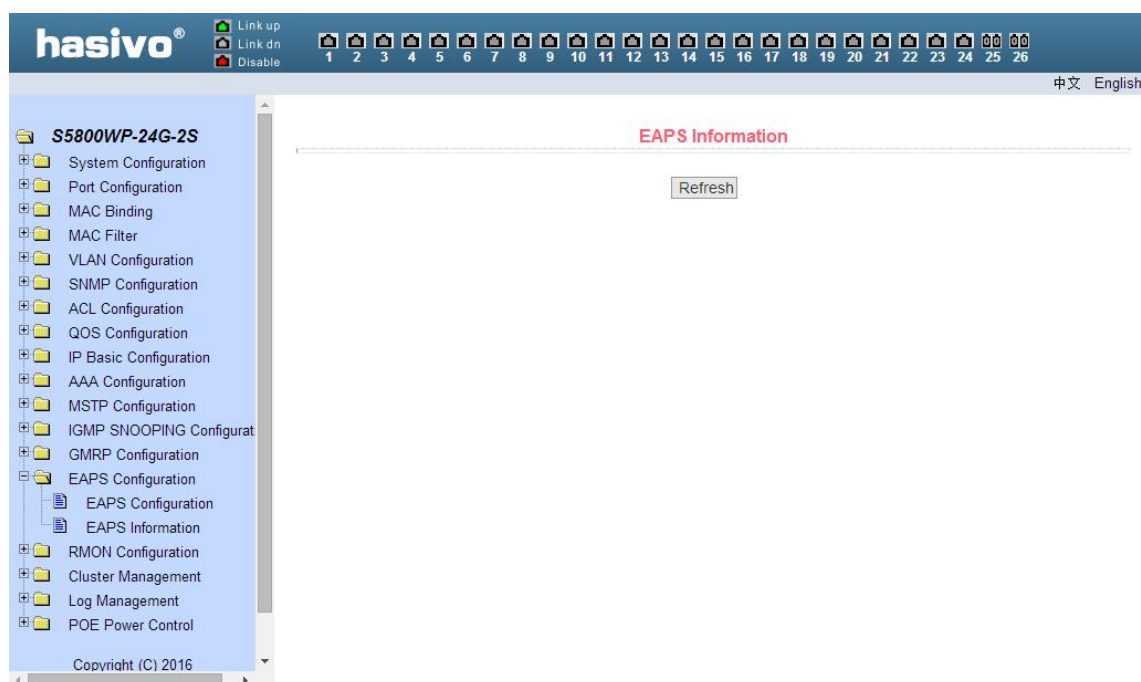 hasivo®
Link up
Link dn
Disable
1 2 3 4 5 6 7 8 9 10 11 12 13 14 15 16 17 18 19 20 21 22 23 24 25 26
中文 English
S5800WP-24G-2S
System Configuration
Port Configuration
MAC Binding
MAC Filter
VLAN Configuration
SNMP Configuration
ACL Configuration
QOS Configuration
IP Basic Configuration
AAA Configuration
MSTP Configuration
IGMP SNOOPING Configurat
GMRP Configuration
EAPS Configuration
EAPS Configuration
EAPS Information
RMON Configuration
Cluster Management
Log Management
POE Power Control
Copyright (C) 2016
EAPS Information
Refresh